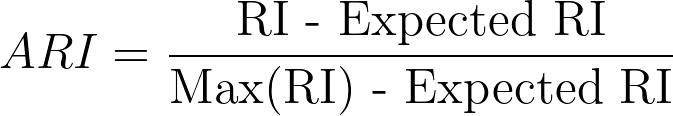 ARI = RI - Expected RI / Max(RI) - Expected RI